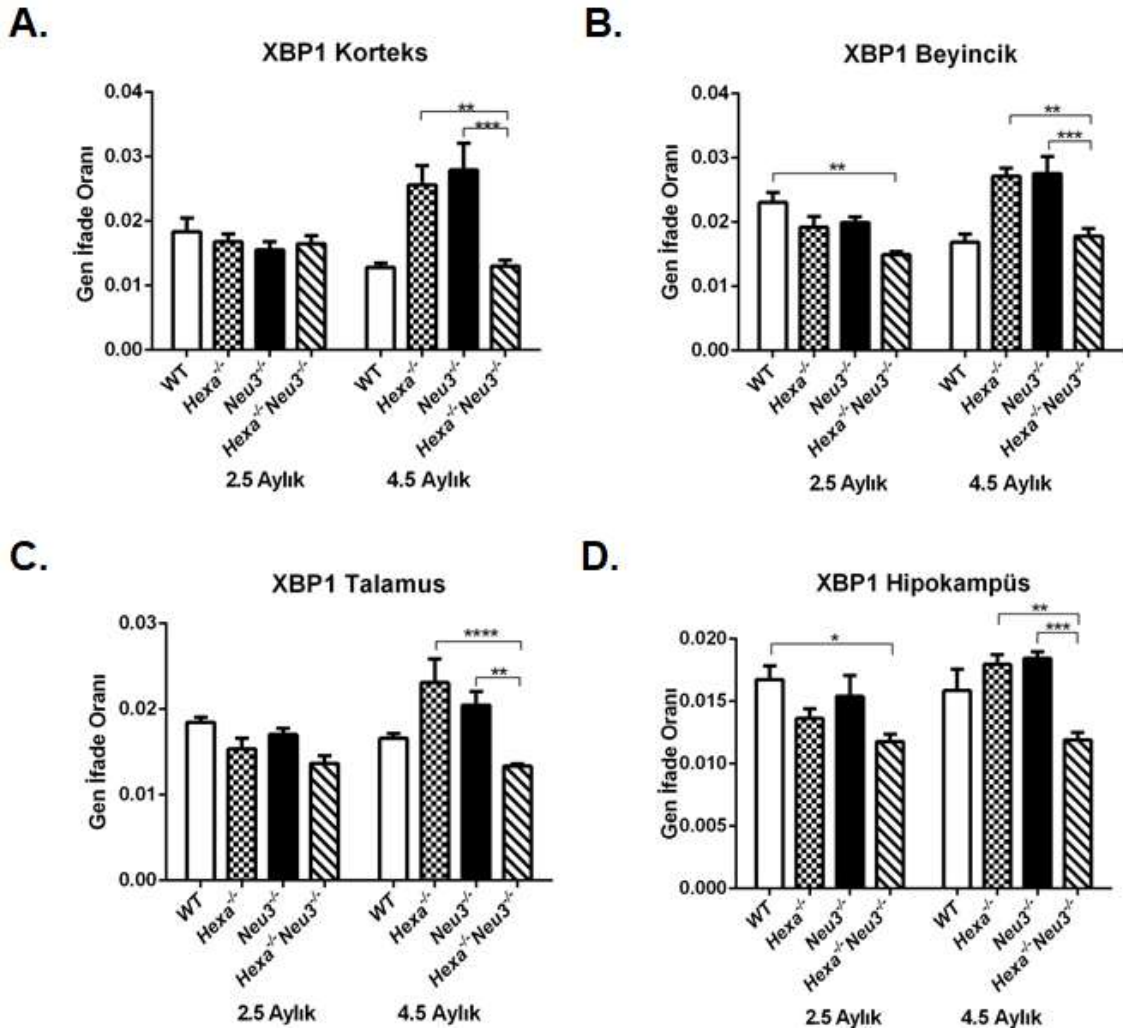 A.
XBP1 Korteks
Gen İfade Oranı
0.04
0.03
0.02
0.01
0.00
**
***
WT
Hexa-/-
Neu3-/-
Hexa-/-Neu3-/-
WT
Hexa-/-
Neu3-/-
Hexa-/-Neu3-/-
2.5 Aylık
4.5 Aylık
B.
XBP1 Beyincik
Gen İfade Oranı
0.04
0.03
0.02
0.01
0.00
**
**
***
WT
Hexa-/-
Neu3-/-
Hexa-/-Neu3-/-
WT
Hexa-/-
Neu3-/-
Hexa-/-Neu3-/-
2.5 Aylık
4.5 Aylık
C.
XBP1 Talamus
Gen İfade Oranı
0.03
0.02
0.01
0.00
****
**
WT
Hexa-/-
Neu3-/-
Hexa-/-Neu3-/-
WT
Hexa-/-
Neu3-/-
Hexa-/-Neu3-/-
2.5 Aylık
4.5 Aylık
D.
XBP1 Hipokampüs
Gen İfade Oranı
0.020
0.015
0.010
0.005
0.000
*
**
***
WT
Hexa-/-
Neu3-/-
Hexa-/-Neu3-/-
WT
Hexa-/-
Neu3-/-
Hexa-/-Neu3-/-
2.5 Aylık
4.5 Aylık